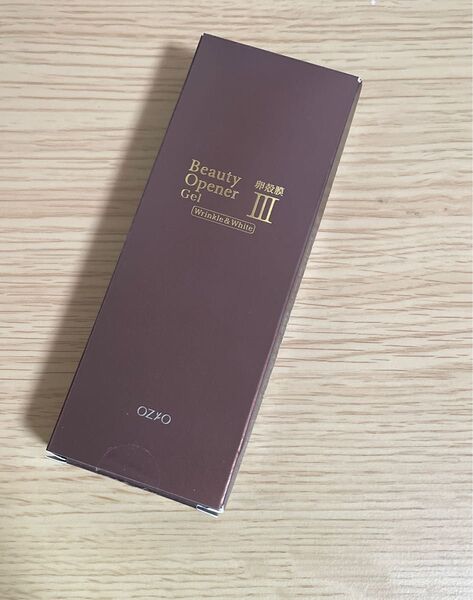 Beauty
Opener
Gel
卵殻膜
III
Wrinkle & White
OZIO